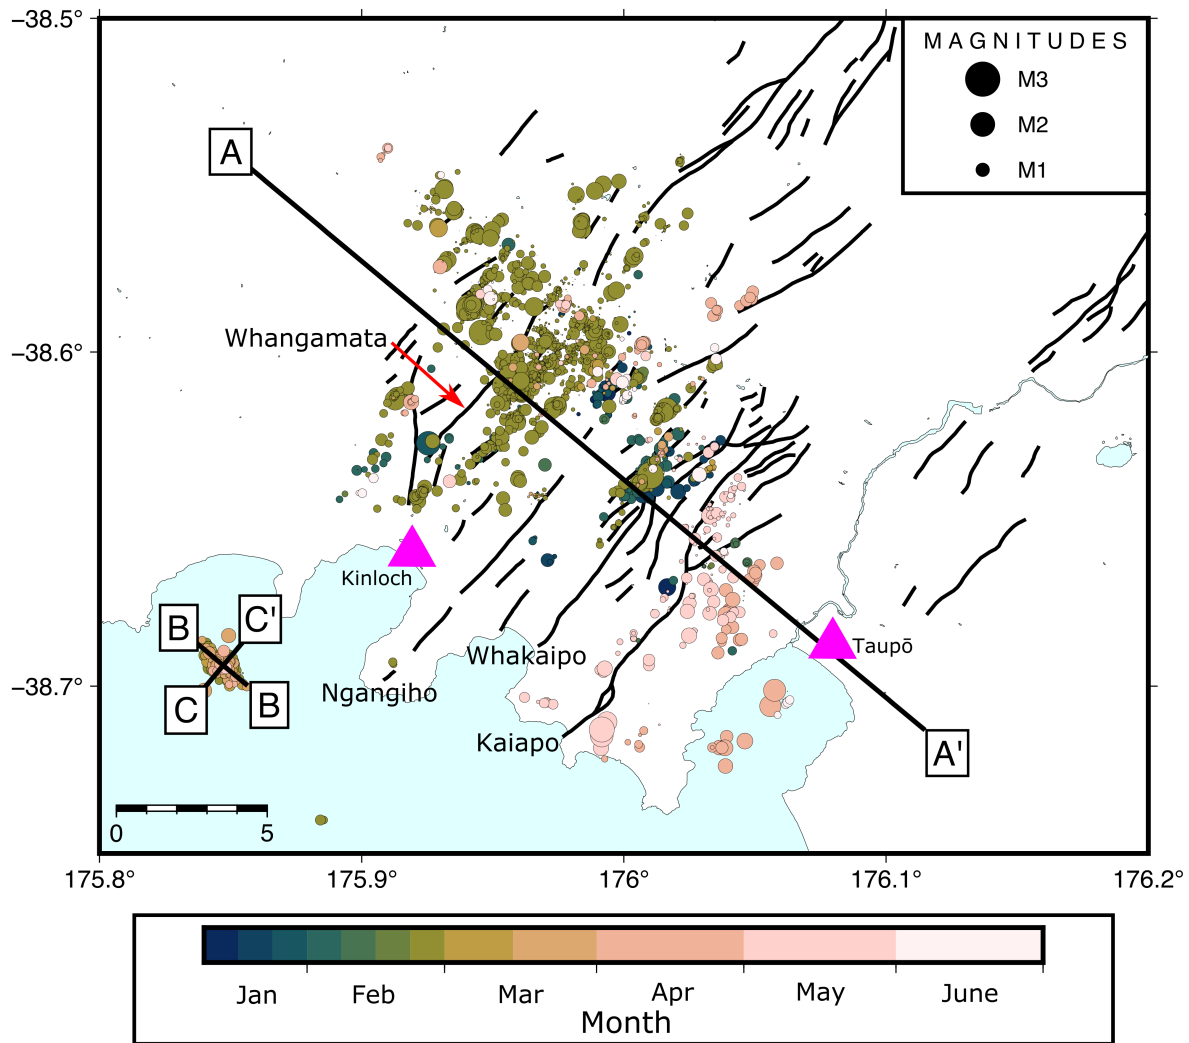 −38.5°
M A G N I T U D E S
M3
M2
M1
A
Whangamata
−38.6°
Kinloch
B
C'
Taupō
Whakaipo
−38.7°
Ngangiho
C
B
Kaiapo
A'
0
5
175.8°
175.9°
176°
176.1°
176.2°
Jan
Feb
Mar
Apr
May
June
Month